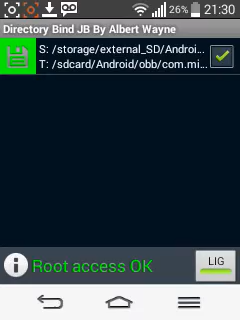 26% 21:30
Directory Bind JB By Albert Wayne
S: /storage/external_SD/Androi...
T: /sdcard/Android/obb/com.mi...
Root access OK
LIG